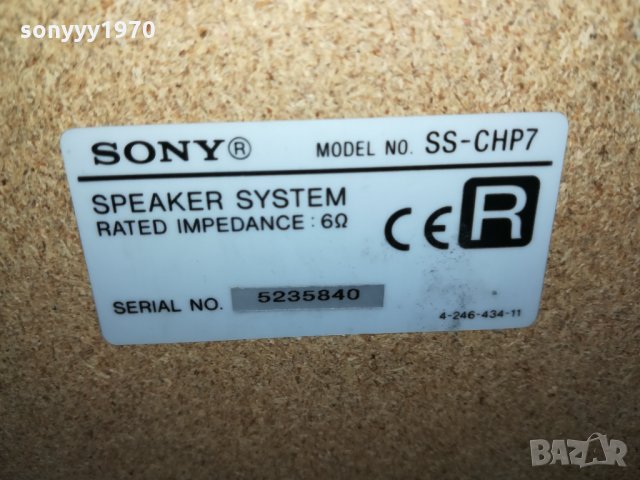 sonyyy1970
SONY® MODEL NO. SS-CHP7
SPEAKER SYSTEM
RATED IMPEDANCE : 6Ω
CE R
SERIAL NO. 5235840
4-246-434-11
BAZAR